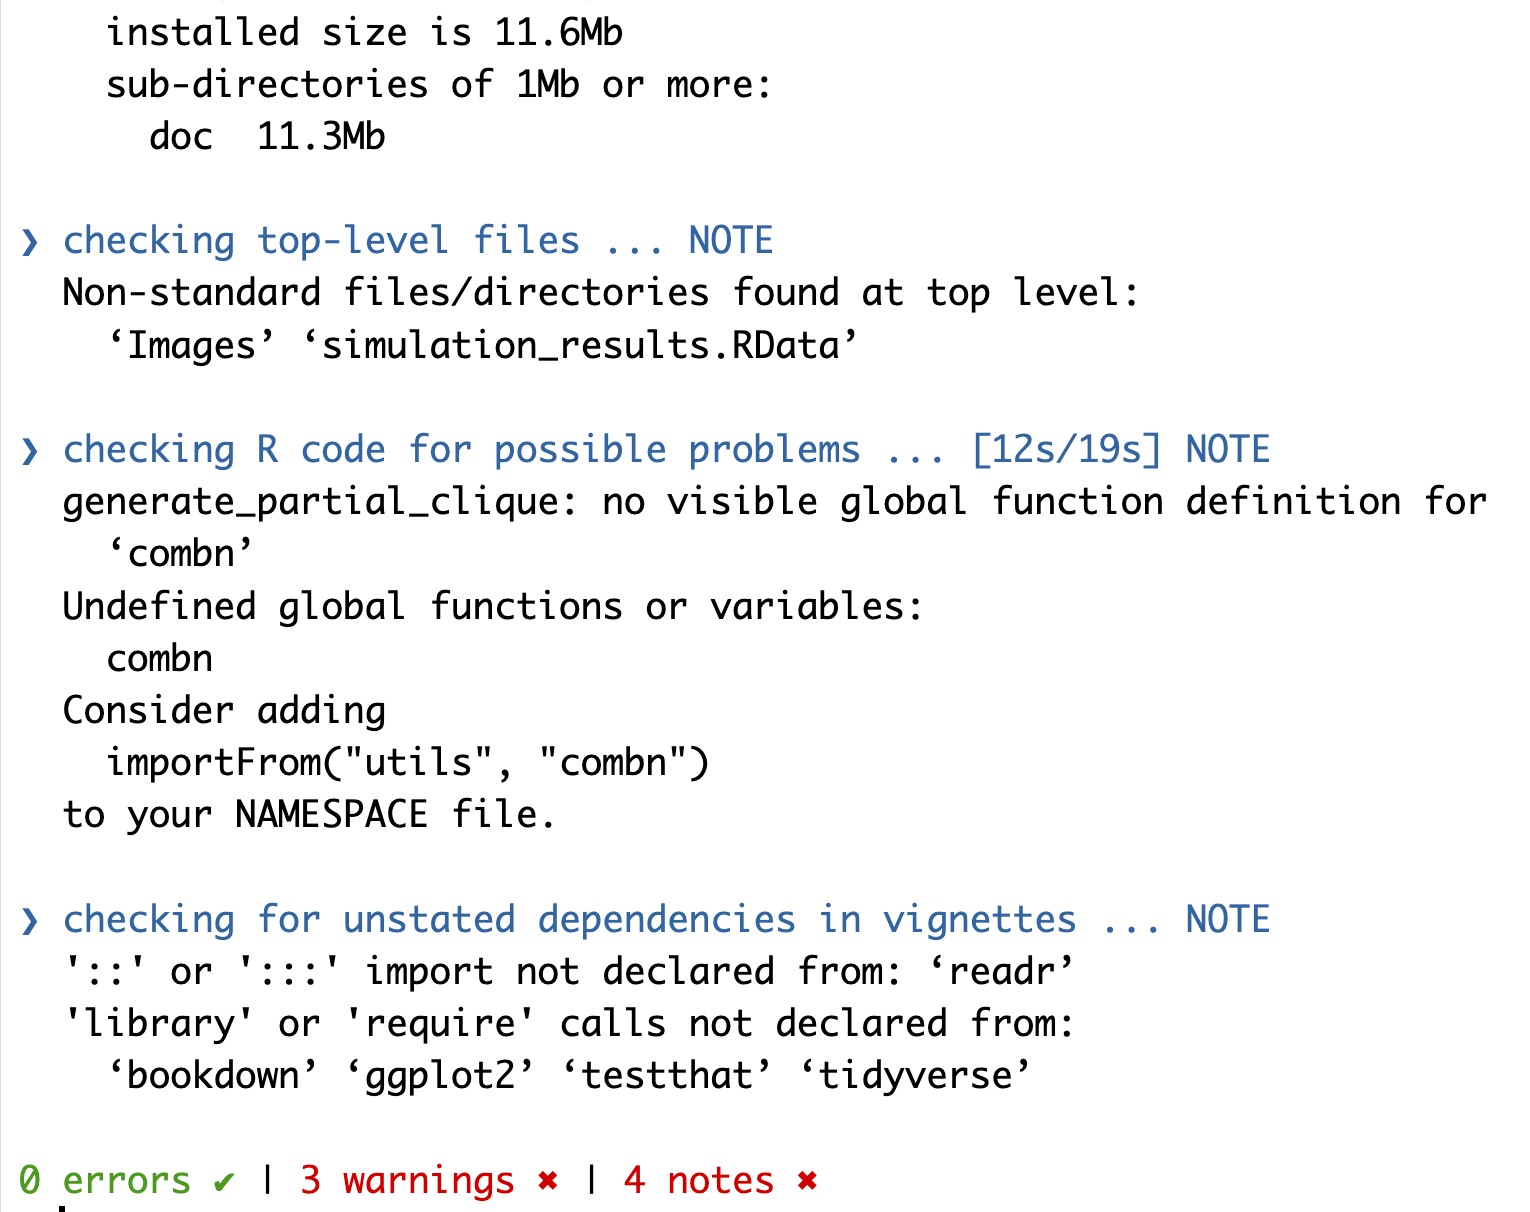 installed size is 11.6Mb
sub-directories of 1Mb or more:
doc  11.3Mb
❯ checking top-level files ... NOTE
Non-standard files/directories found at top level:
‘Images’ ‘simulation_results.RData’
❯ checking R code for possible problems ... [12s/19s] NOTE
generate_partial_clique: no visible global function definition for
‘combn’
Undefined global functions or variables:
combn
Consider adding
importFrom("utils", "combn")
to your NAMESPACE file.
❯ checking for unstated dependencies in vignettes ... NOTE
'::' or ':::' import not declared from: ‘readr’
'library' or 'require' calls not declared from:
‘bookdown’ ‘ggplot2’ ‘testthat’ ‘tidyverse’
0 errors ✔ | 3 warnings ✖ | 4 notes ✖